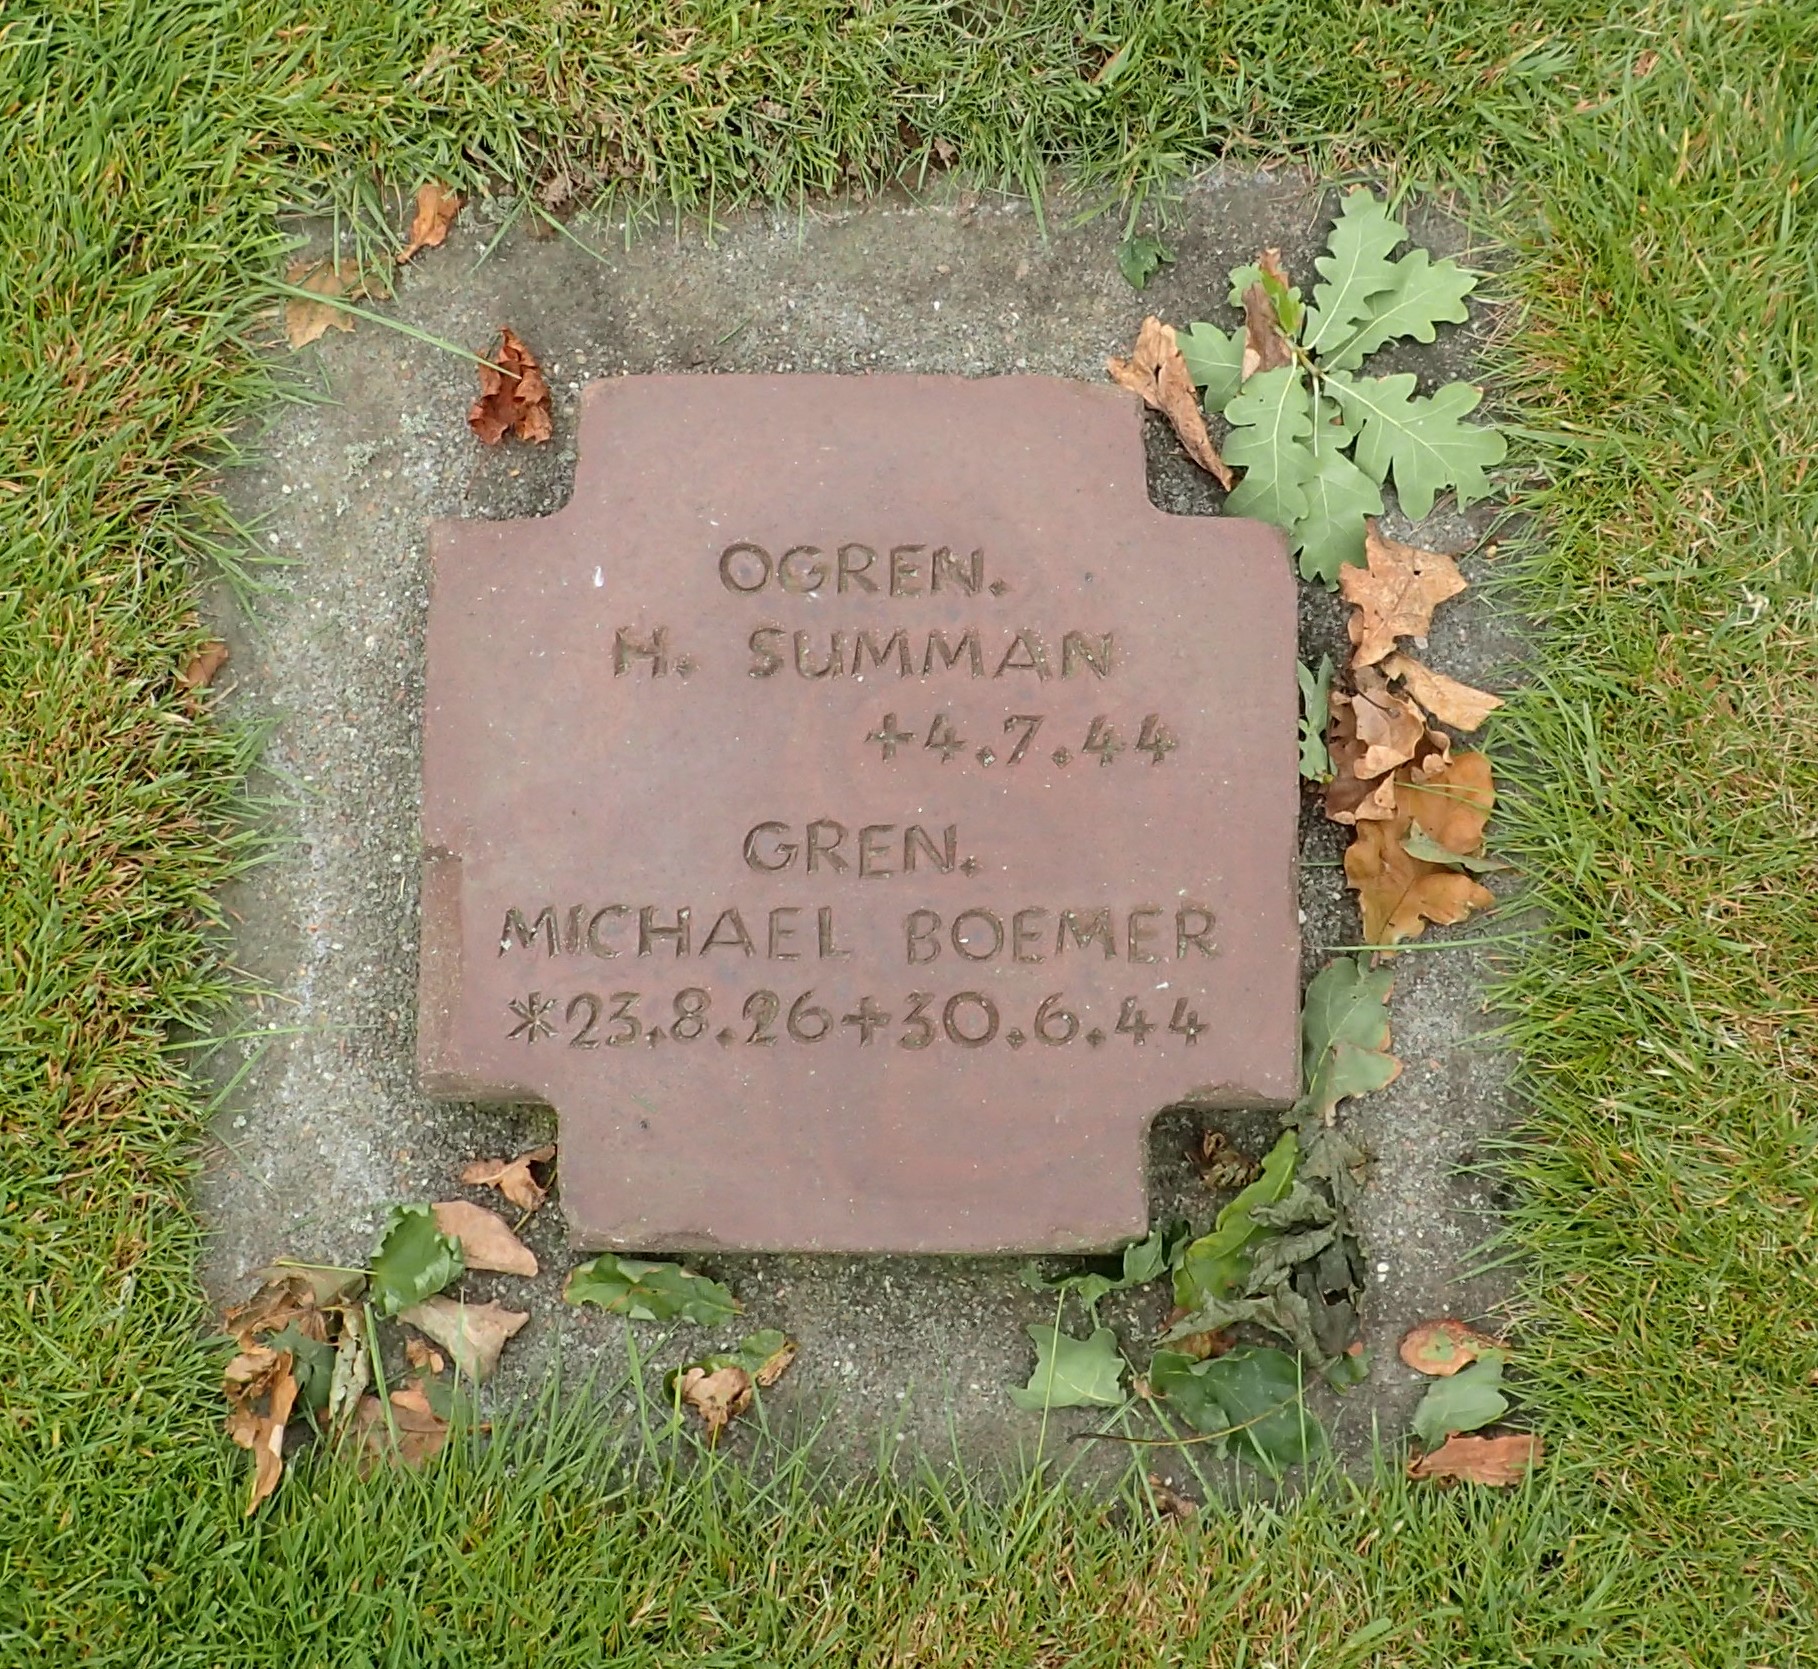 OGREN.
H. SUMMAN
+4.7.44
GREN.
MICHAEL BOEMER
*23.8.26+30.6.44